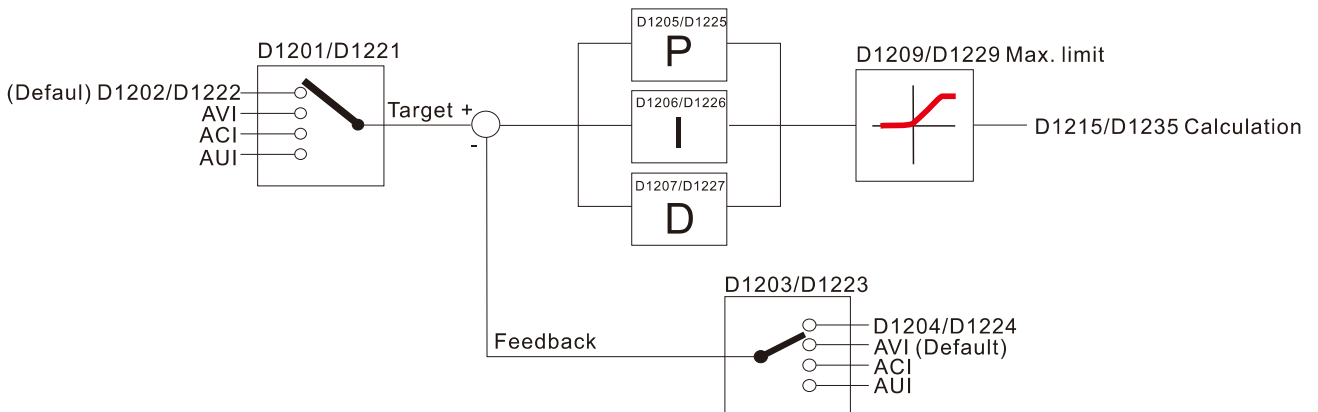 D1201/D1221
(Defaul) D1202/D1222
AVI
ACI
AUI
Target +
-
D1205/D1225
P
D1206/D1226
I
D1207/D1227
D
D1209/D1229 Max. limit
D1215/D1235 Calculation
Feedback
D1203/D1223
D1204/D1224
AVI (Default)
ACI
AUI